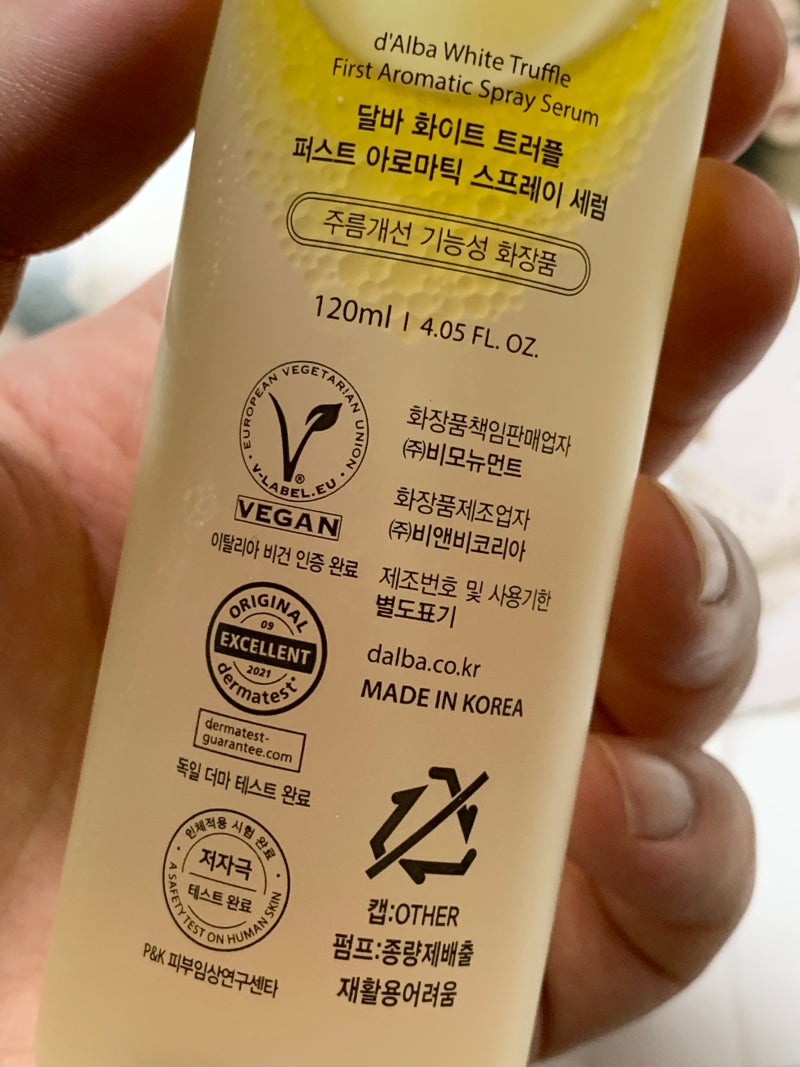 d'Alba White Truffle
First Aromatic Spray Serum
달바 화이트 트러플
퍼스트 아로마틱 스프레이 세럼
주름개선 기능성 화장품
120ml | 4.05 FL. OZ.
· EUROPEAN VEGETARIAN UNION ·
V-LABEL.EU
®
VEGAN
이탈리아 비건 인증 완료
ORIGINAL
09
EXCELLENT
2021
dermatest®
dermatest-
guarantee.com
독일 더마 테스트 완료
· 인체적용 시험 완료 ·
저자극
테스트 완료
A SAFETY TEST ON HUMAN SKIN
P&K 피부임상연구센타
화장품책임판매업자
㈜비모뉴먼트
화장품제조업자
㈜비앤비코리아
제조번호 및 사용기한
별도표기
dalba.co.kr
MADE IN KOREA
캡:OTHER
펌프:종량제배출
재활용어려움